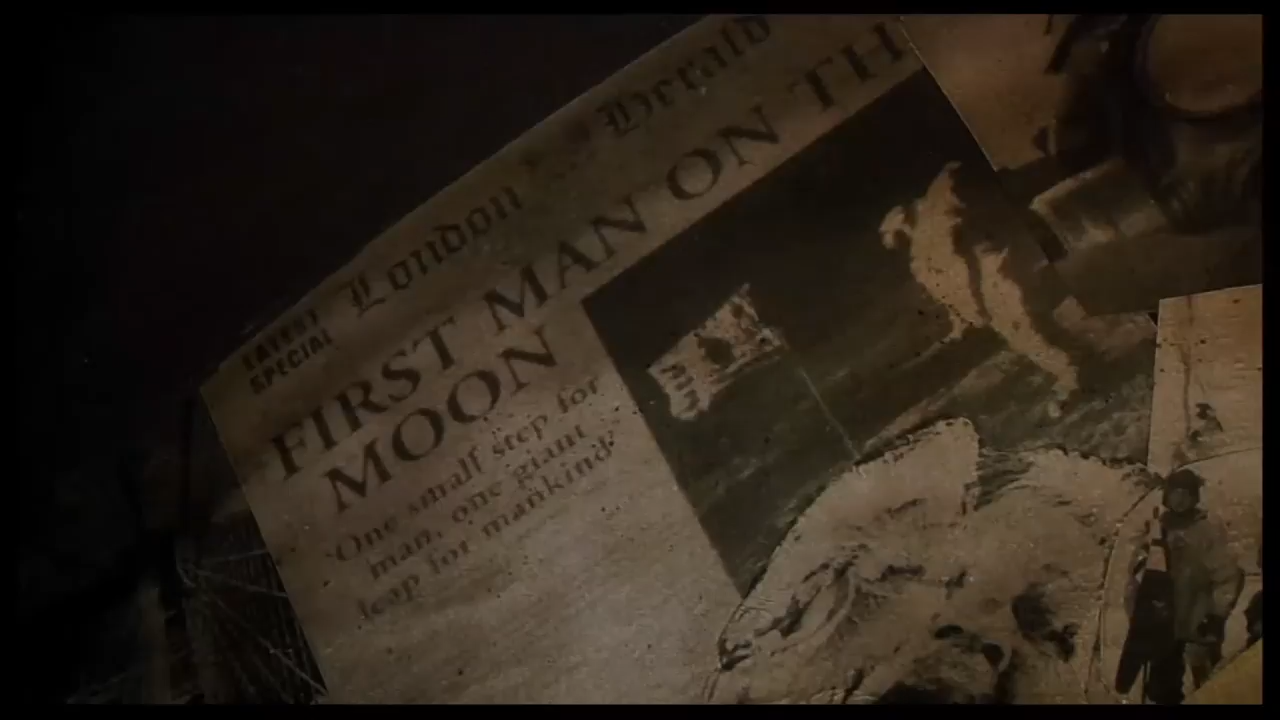 London Herald
LATEST
SPECIAL
FIRST MAN ON TH
MOON
'One small step for
man, one giant
leap for mankind'